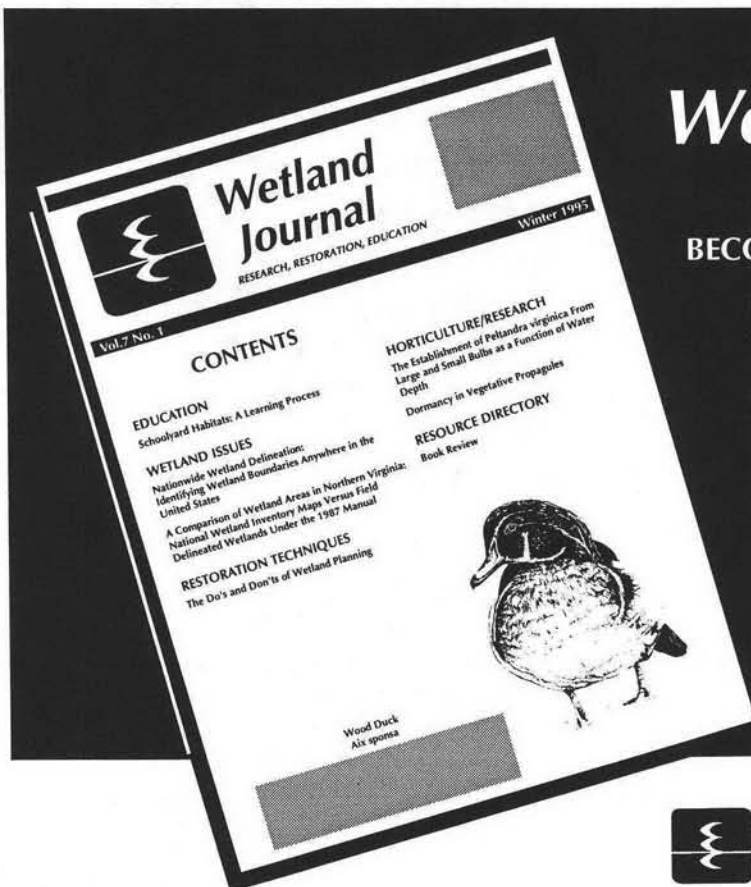 Wetland
Journal
RESEARCH, RESTORATION, EDUCATION
Vol.7 No. 1
Winter 1995
CONTENTS
EDUCATION
Schoolyard Habitats: A Learning Process
WETLAND ISSUES
Nationwide Wetland Delineation:
Identifying Wetland Boundaries Anywhere in the
United States
A Comparison of Wetland Areas in Northern Virginia:
National Wetland Inventory Maps Versus Field
Delineated Wetlands Under the 1987 Manual
RESTORATION TECHNIQUES
The Do's and Don'ts of Wetland Planning
HORTICULTURE/RESEARCH
The Establishment of Peltandra virginica From
Large and Small Bulbs as a Function of Water
Depth
Dormancy in Vegetative Propagules
RESOURCE DIRECTORY
Book Review
Wood Duck
Aix sponsa
BECO